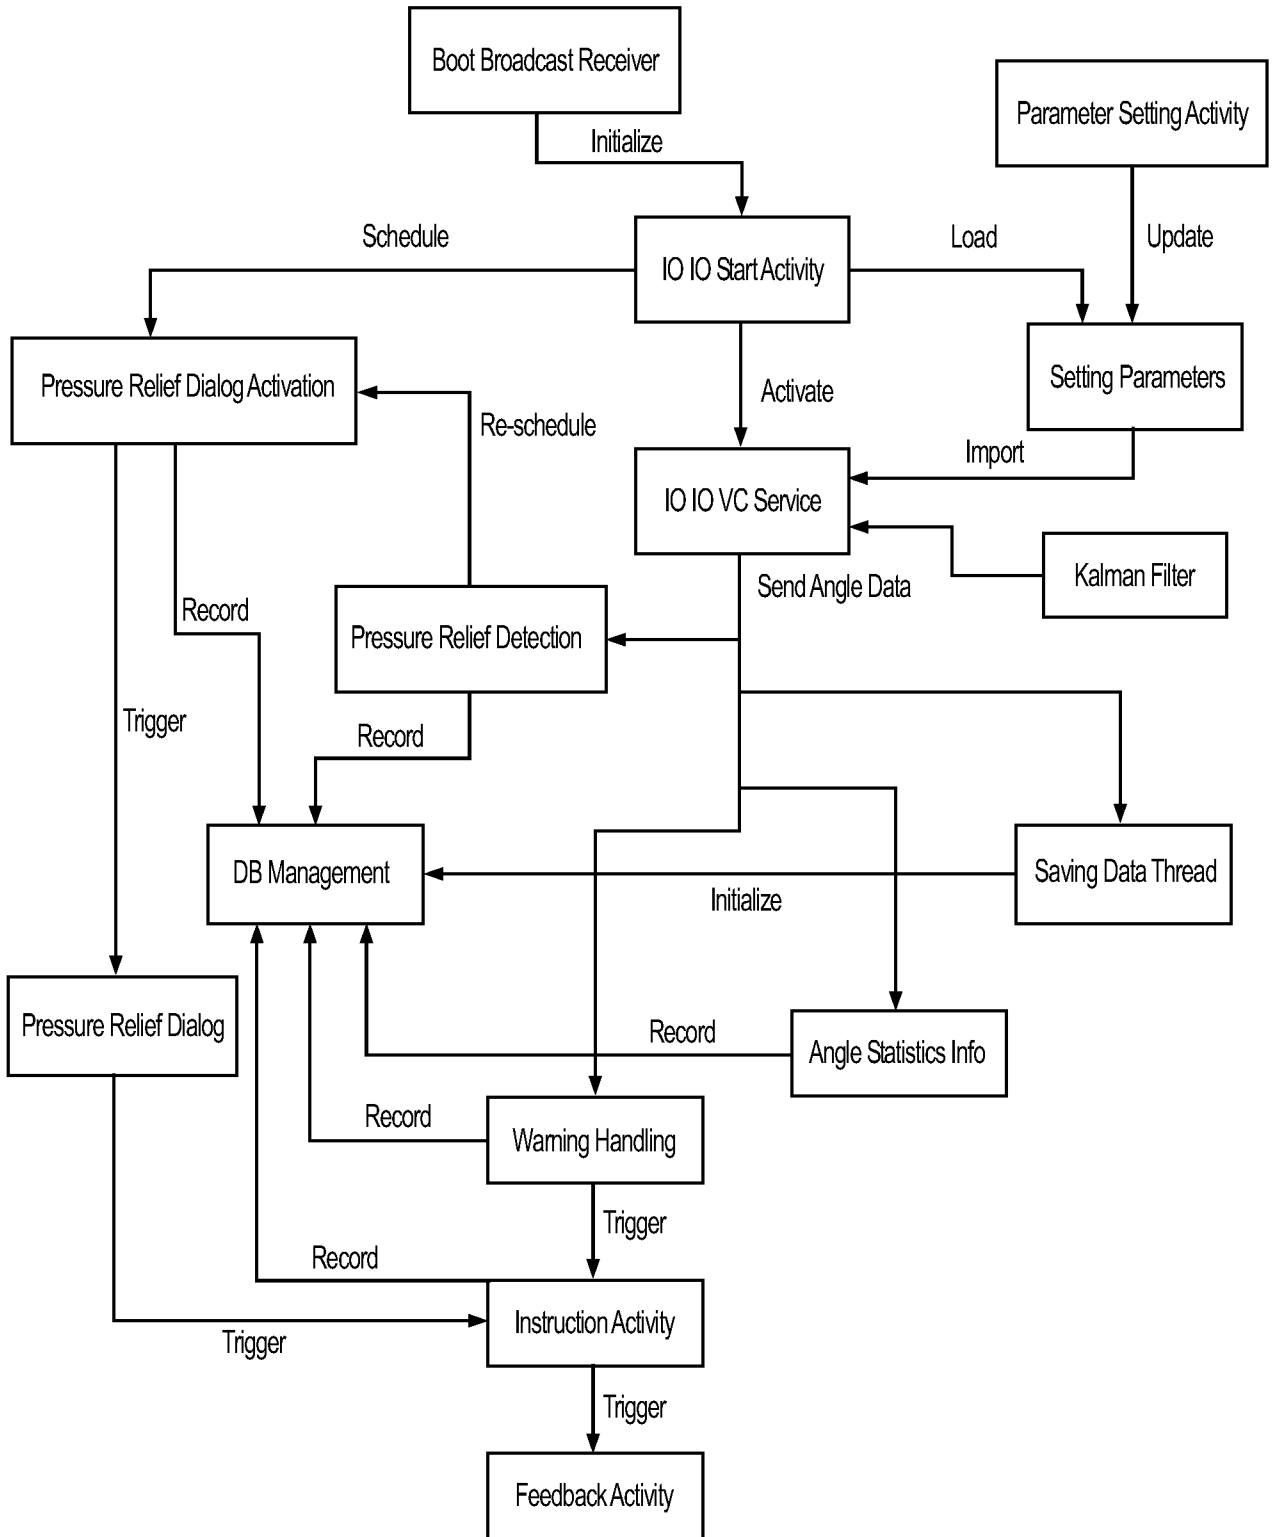 Boot Broadcast Receiver
Parameter Setting Activity
Initialize
Schedule
IO IO Start Activity
Load
Update
Pressure Relief Dialog Activation
Setting Parameters
Activate
Re-schedule
Import
IO IO VC Service
Kalman Filter
Send Angle Data
Record
Pressure Relief Detection
Trigger
Record
DB Management
Saving Data Thread
Initialize
Pressure Relief Dialog
Record
Angle Statistics Info
Record
Warning Handling
Trigger
Record
Instruction Activity
Trigger
Trigger
Feedback Activity